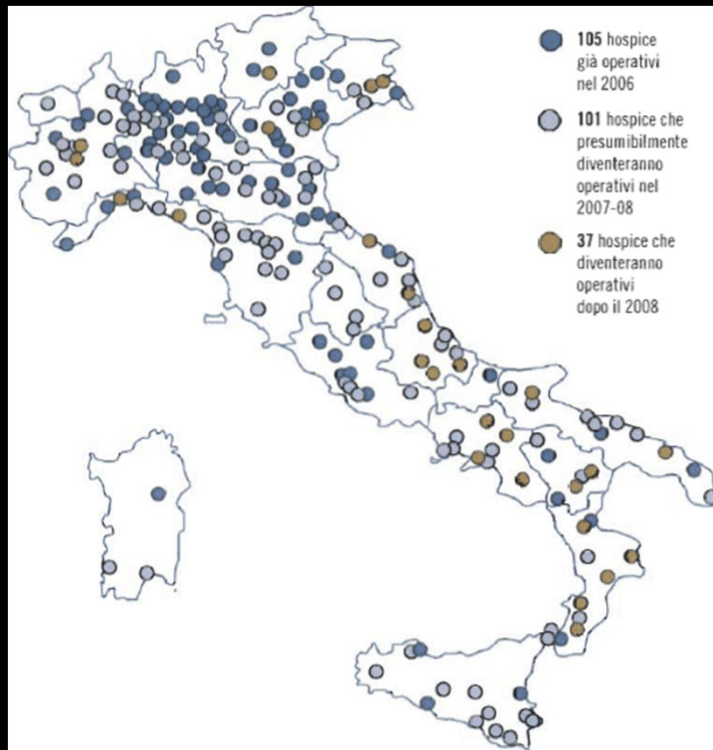 105 hospice
già operativi
nel 2006
101 hospice che
presumibilmente
diventeranno
operativi nel
2007-08
37 hospice che
diventeranno
operativi
dopo il 2008